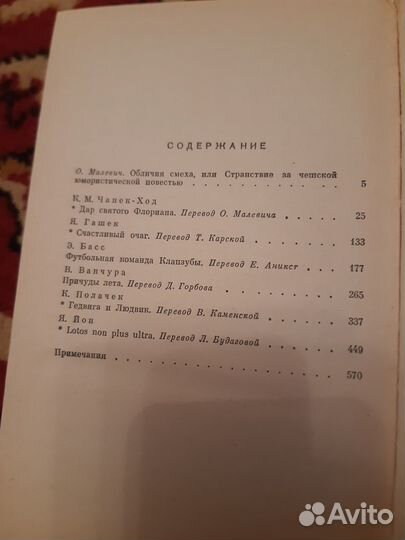 СОДЕРЖАНИЕ
О. Малевич. Обличия смеха, или Странствие за чешской
юмористической повестью . . . . . . . . . . . . 5
К. М. Чапек-Ход
* Дар святого Флориана. Перевод О. Малевича . . . . 25
Я. Гашек
* Счастливый очаг. Перевод Т. Карской . . . . . . 133
Э. Басс
Футбольная команда Клапзубы. Перевод Е. Аникст . . 177
В. Ванчура
Причуды лета. Перевод Д. Горбова . . . . . . . . 265
К. Полачек
* Гедвига и Людвик. Перевод В. Каменской . . . . . 337
Я. Йон
* Lotos non plus ultra. Перевод Л. Будаговой . . . . 449
Примечания . . . . . . . . . . . . . . . . . 570
Avito